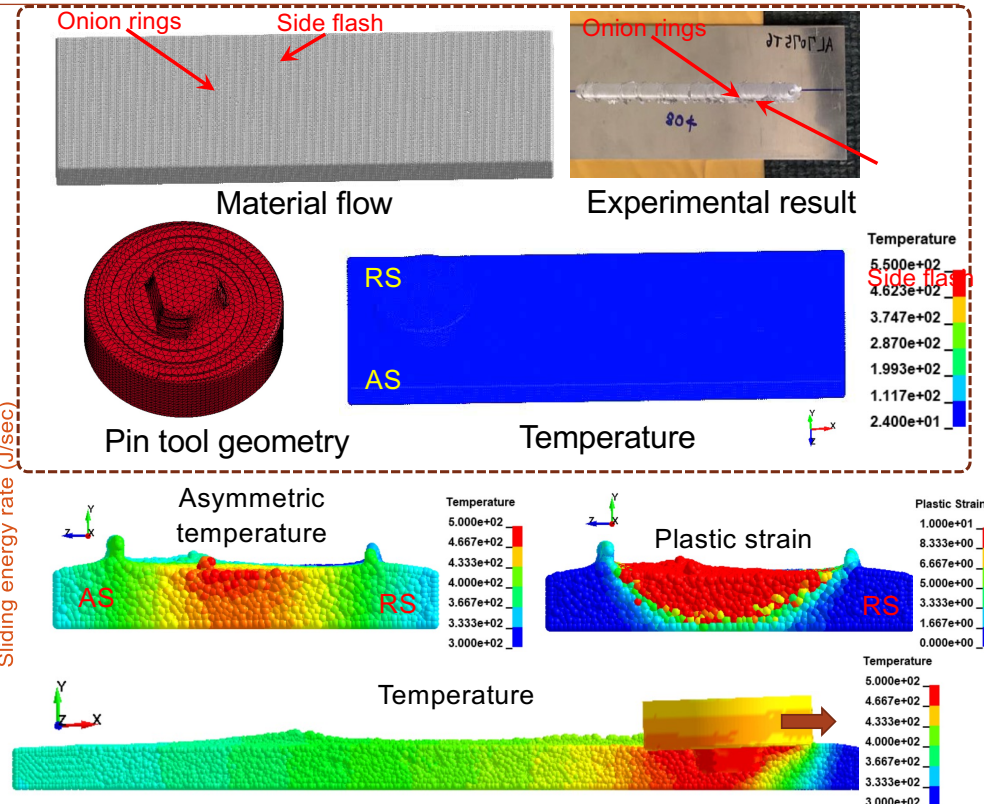 Onion rings
Side flash
Onion rings
AL7075T6
804
Material flow
Experimental result
Temperature
5.500e+02
Side flash
4.623e+02
3.747e+02
2.870e+02
1.993e+02
1.117e+02
2.400e+01
RS
AS
Y
X
Z
Pin tool geometry
Temperature
Sliding energy rate (J/sec)
Asymmetric
temperature
Y
Z
X
AS
RS
Temperature
5.000e+02
4.667e+02
4.333e+02
4.000e+02
3.667e+02
3.333e+02
3.000e+02
Plastic strain
Y
Z
X
RS
Plastic Strain
1.000e+01
8.333e+00
6.667e+00
5.000e+00
3.333e+00
1.667e+00
0.000e+00
Temperature
Y
Z
X
Temperature
5.000e+02
4.667e+02
4.333e+02
4.000e+02
3.667e+02
3.333e+02
3.000e+02